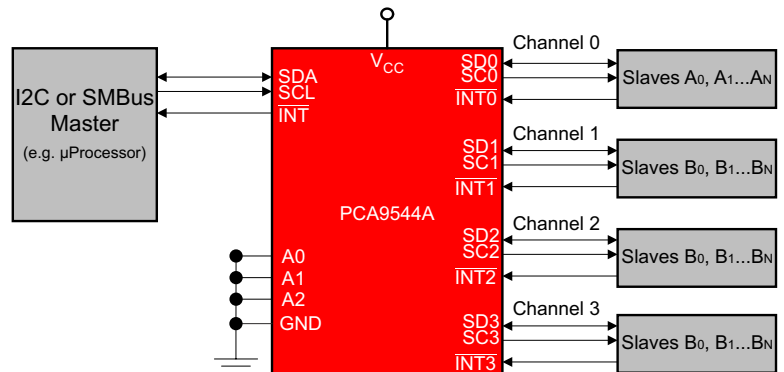 I2C or SMBus
Master
(e.g. µProcessor)
VCC
SDA
SCL
INT
PCA9544A
A0
A1
A2
GND
SD0
SC0
INT0
Channel 0
Slaves A0, A1...AN
SD1
SC1
INT1
Channel 1
Slaves B0, B1...BN
SD2
SC2
INT2
Channel 2
Slaves B0, B1...BN
SD3
SC3
INT3
Channel 3
Slaves B0, B1...BN